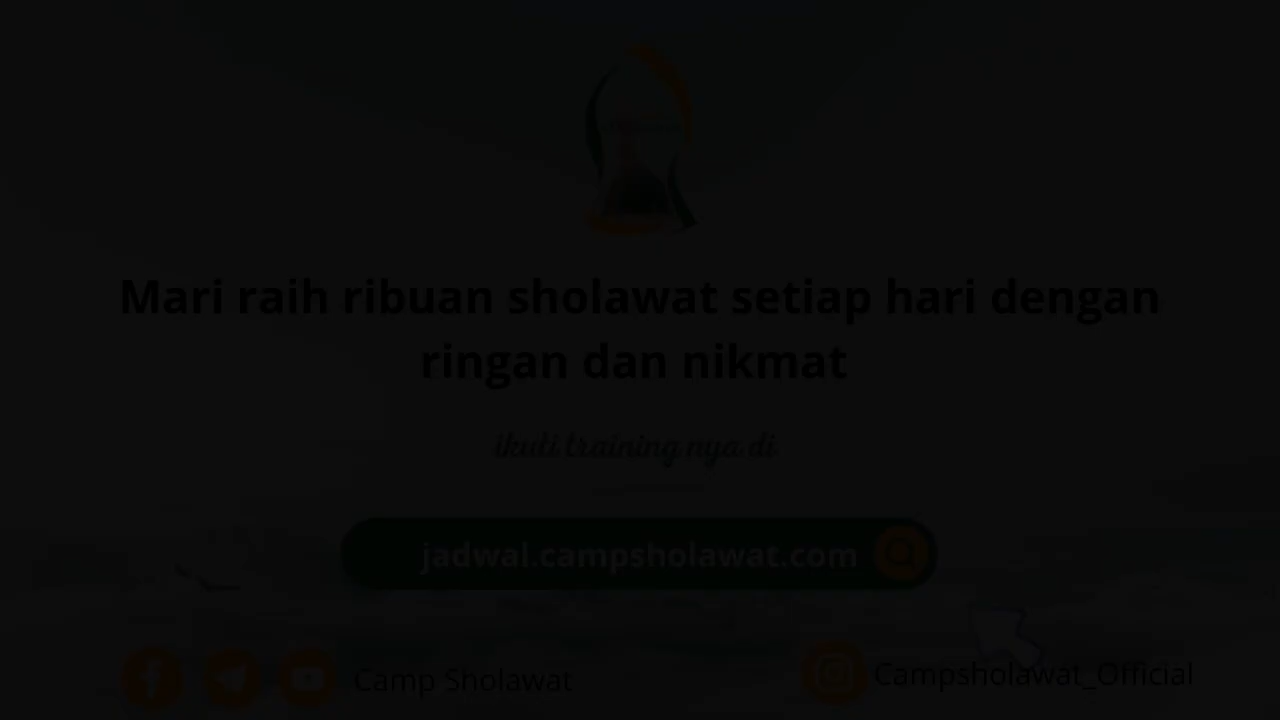 Mari raih ribuan sholawat setiap hari dengan
ringan dan nikmat
ikuti training nya di
jadwal.campsholawat.com
Camp Sholawat
Campsholawat_Official